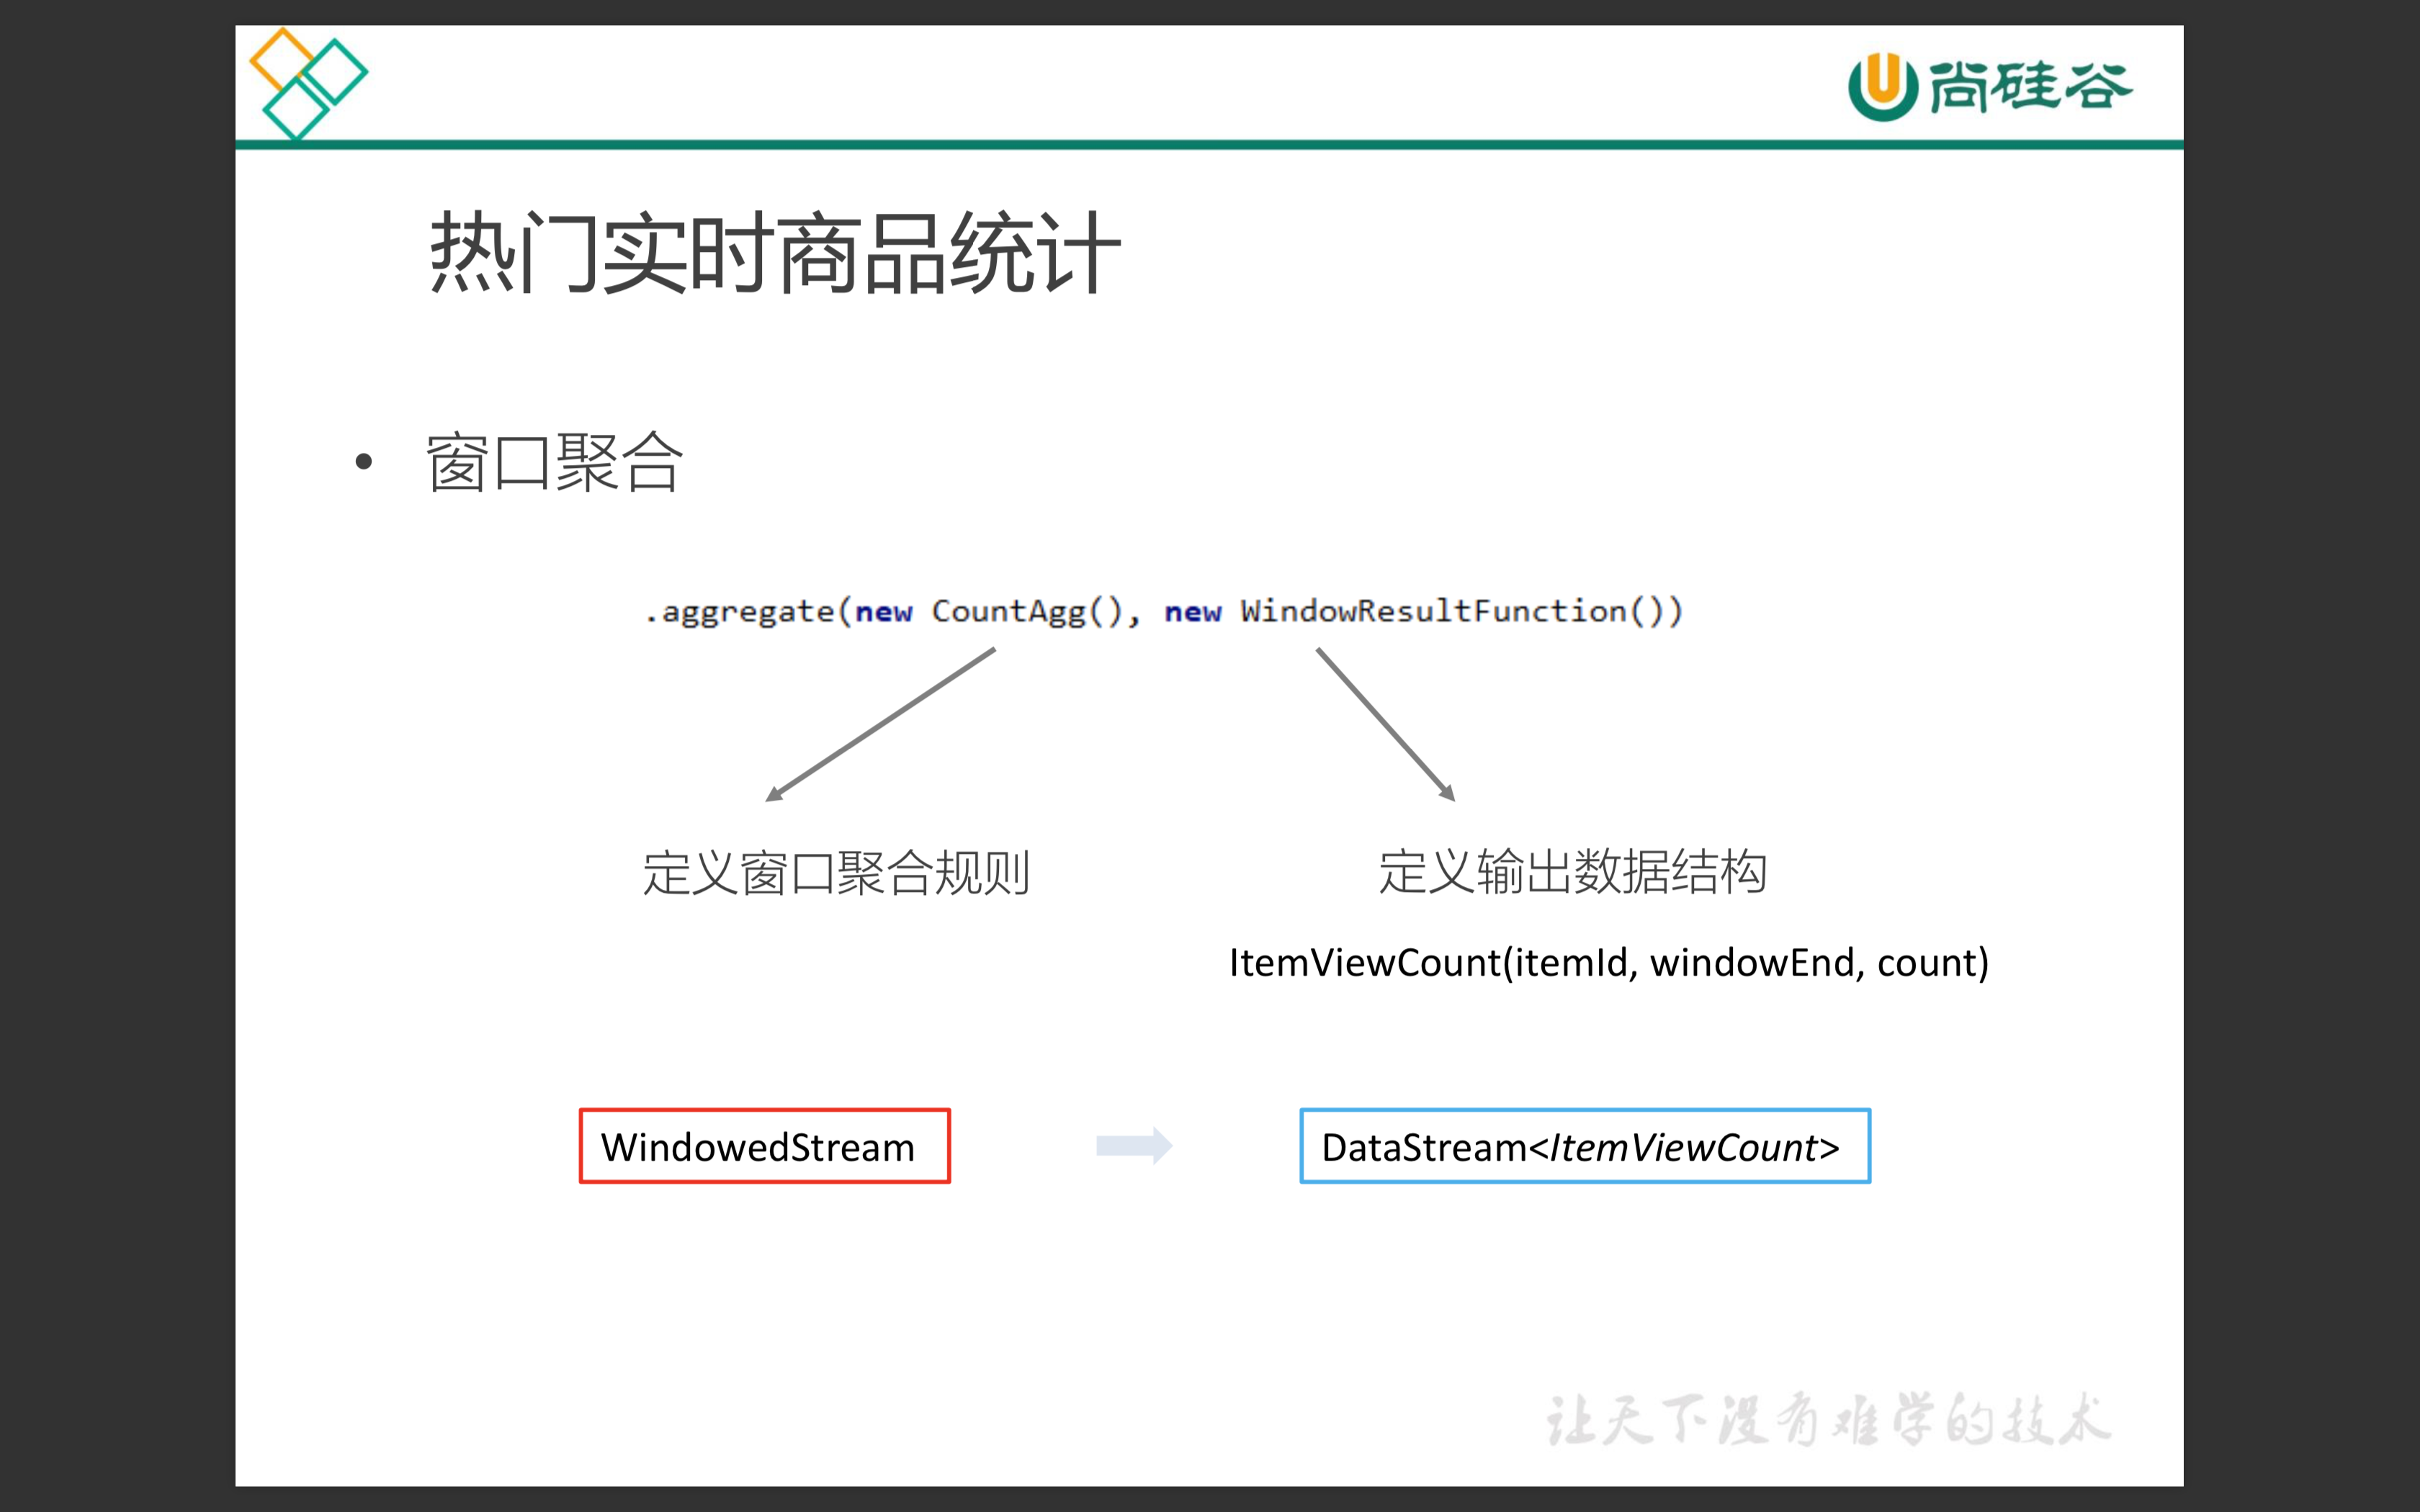 尚硅谷
热门实时商品统计
• 窗口聚合
.aggregate(new CountAgg(), new WindowResultFunction())
定义窗口聚合规则
定义输出数据结构
ItemViewCount(itemId, windowEnd, count)
WindowedStream
DataStream<ItemViewCount>
让天下没有难学的技术